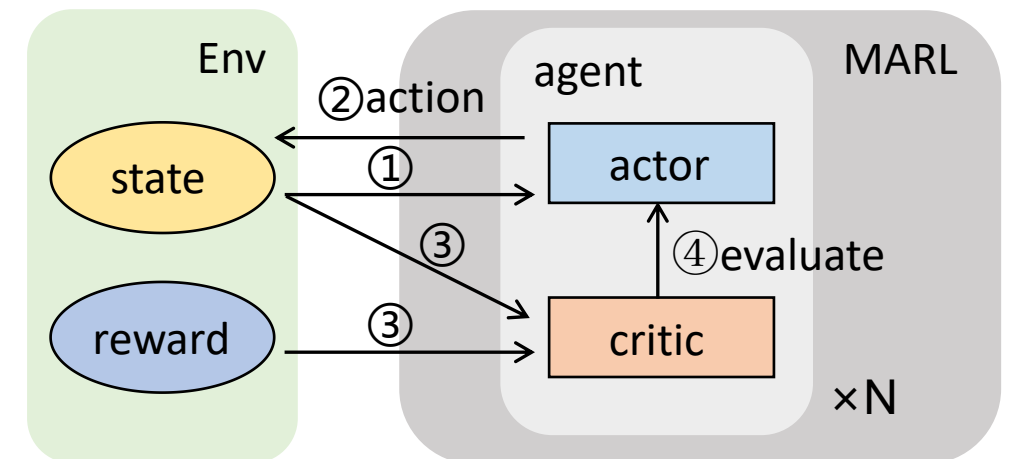 Env
MARL
agent
②action
state
①
actor
③
④evaluate
reward
③
critic
×N